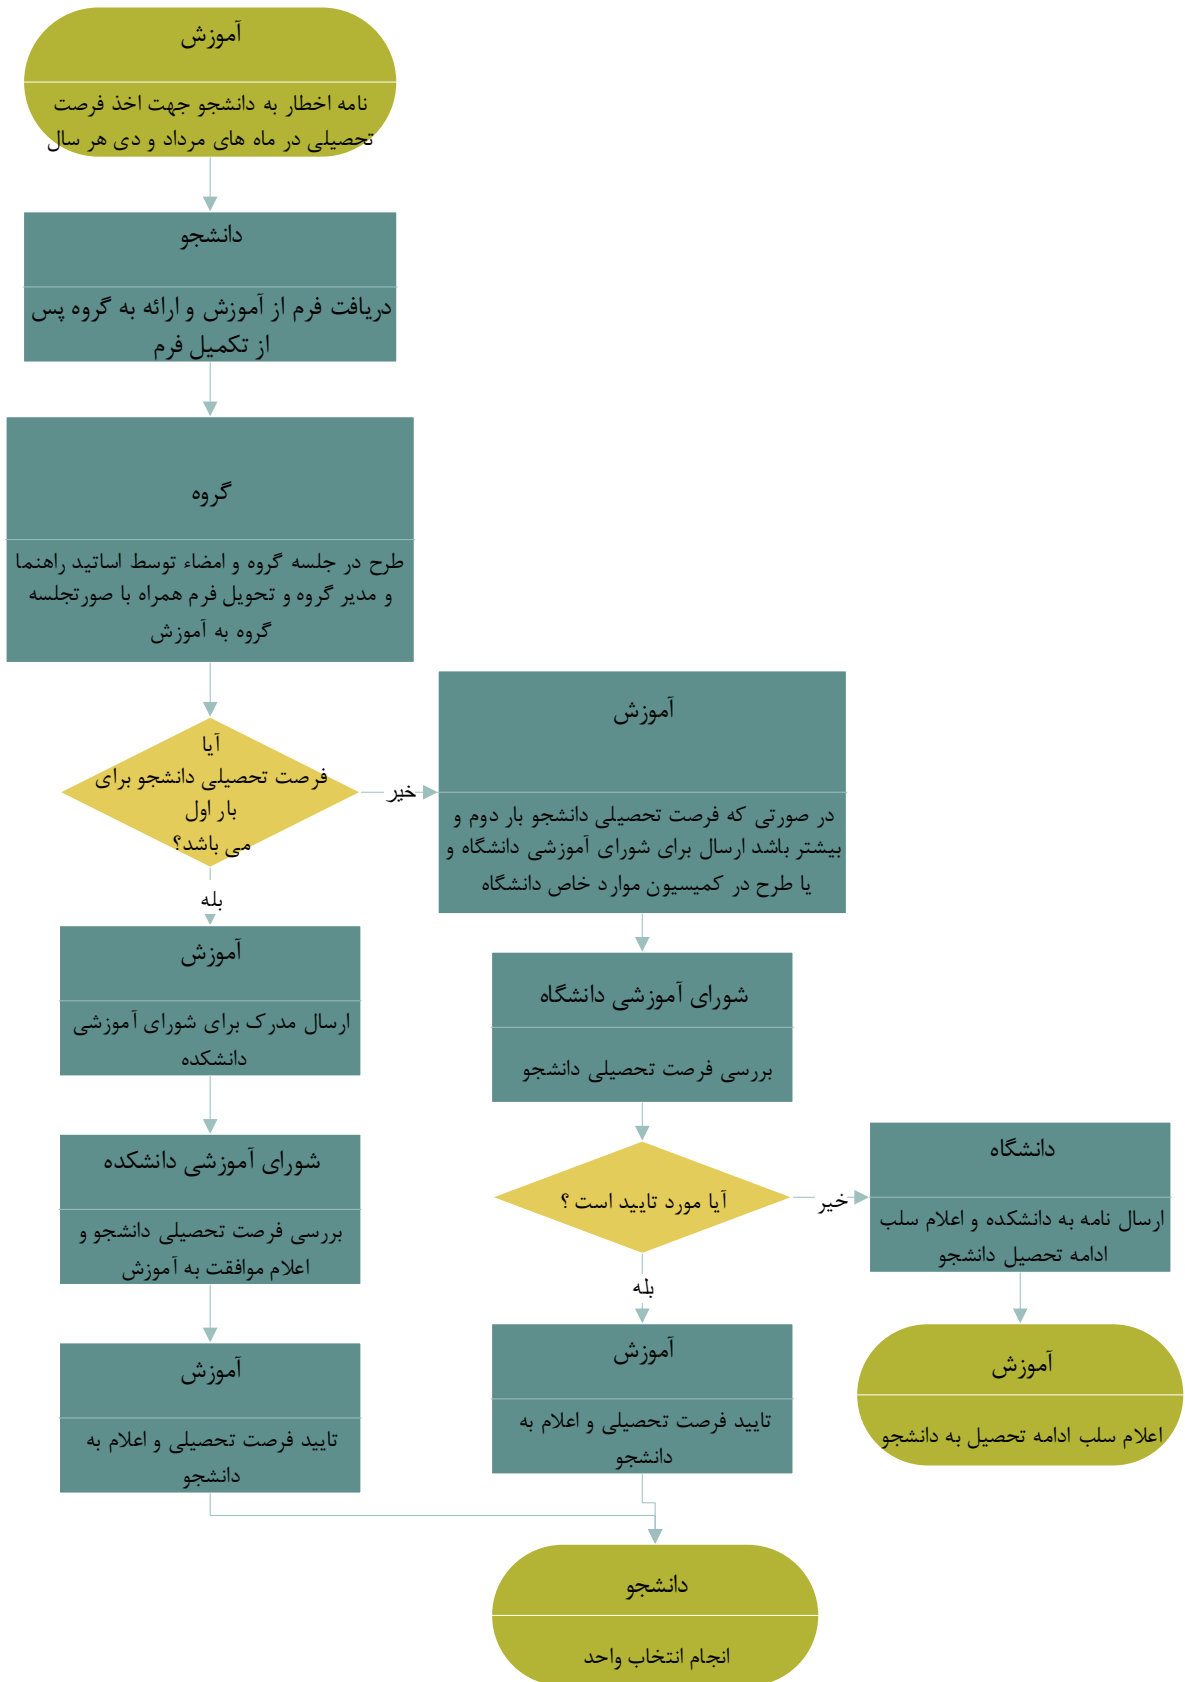 آموزش
نامه اخطار به دانشجو جهت اخذ فرصت
تحصیلی در ماه های مرداد و دی هر سال
دانشجو
دریافت فرم از آموزش و ارائه به گروه پس
از تکمیل فرم
گروه
طرح در جلسه گروه و امضاء توسط اساتید راهنما
و مدیر گروه و تحویل فرم همراه با صورتجلسه
گروه به آموزش
آیا
فرصت تحصیلی دانشجو برای
بار اول
می باشد؟
خیر
بله
آموزش
در صورتی که فرصت تحصیلی دانشجو بار دوم و
بیشتر باشد ارسال برای شورای آموزشی دانشگاه و
یا طرح در کمیسیون موارد خاص دانشگاه
آموزش
ارسال مدرک برای شورای آموزشی
دانشکده
شورای آموزشی دانشگاه
بررسی فرصت تحصیلی دانشجو
شورای آموزشی دانشکده
بررسی فرصت تحصیلی دانشجو و
اعلام موافقت به آموزش
آیا مورد تایید است ؟
خیر
بله
دانشگاه
ارسال نامه به دانشکده و اعلام سلب
ادامه تحصیل دانشجو
آموزش
تایید فرصت تحصیلی و اعلام به
دانشجو
آموزش
تایید فرصت تحصیلی و اعلام به
دانشجو
آموزش
اعلام سلب ادامه تحصیل به دانشجو
دانشجو
انجام انتخاب واحد